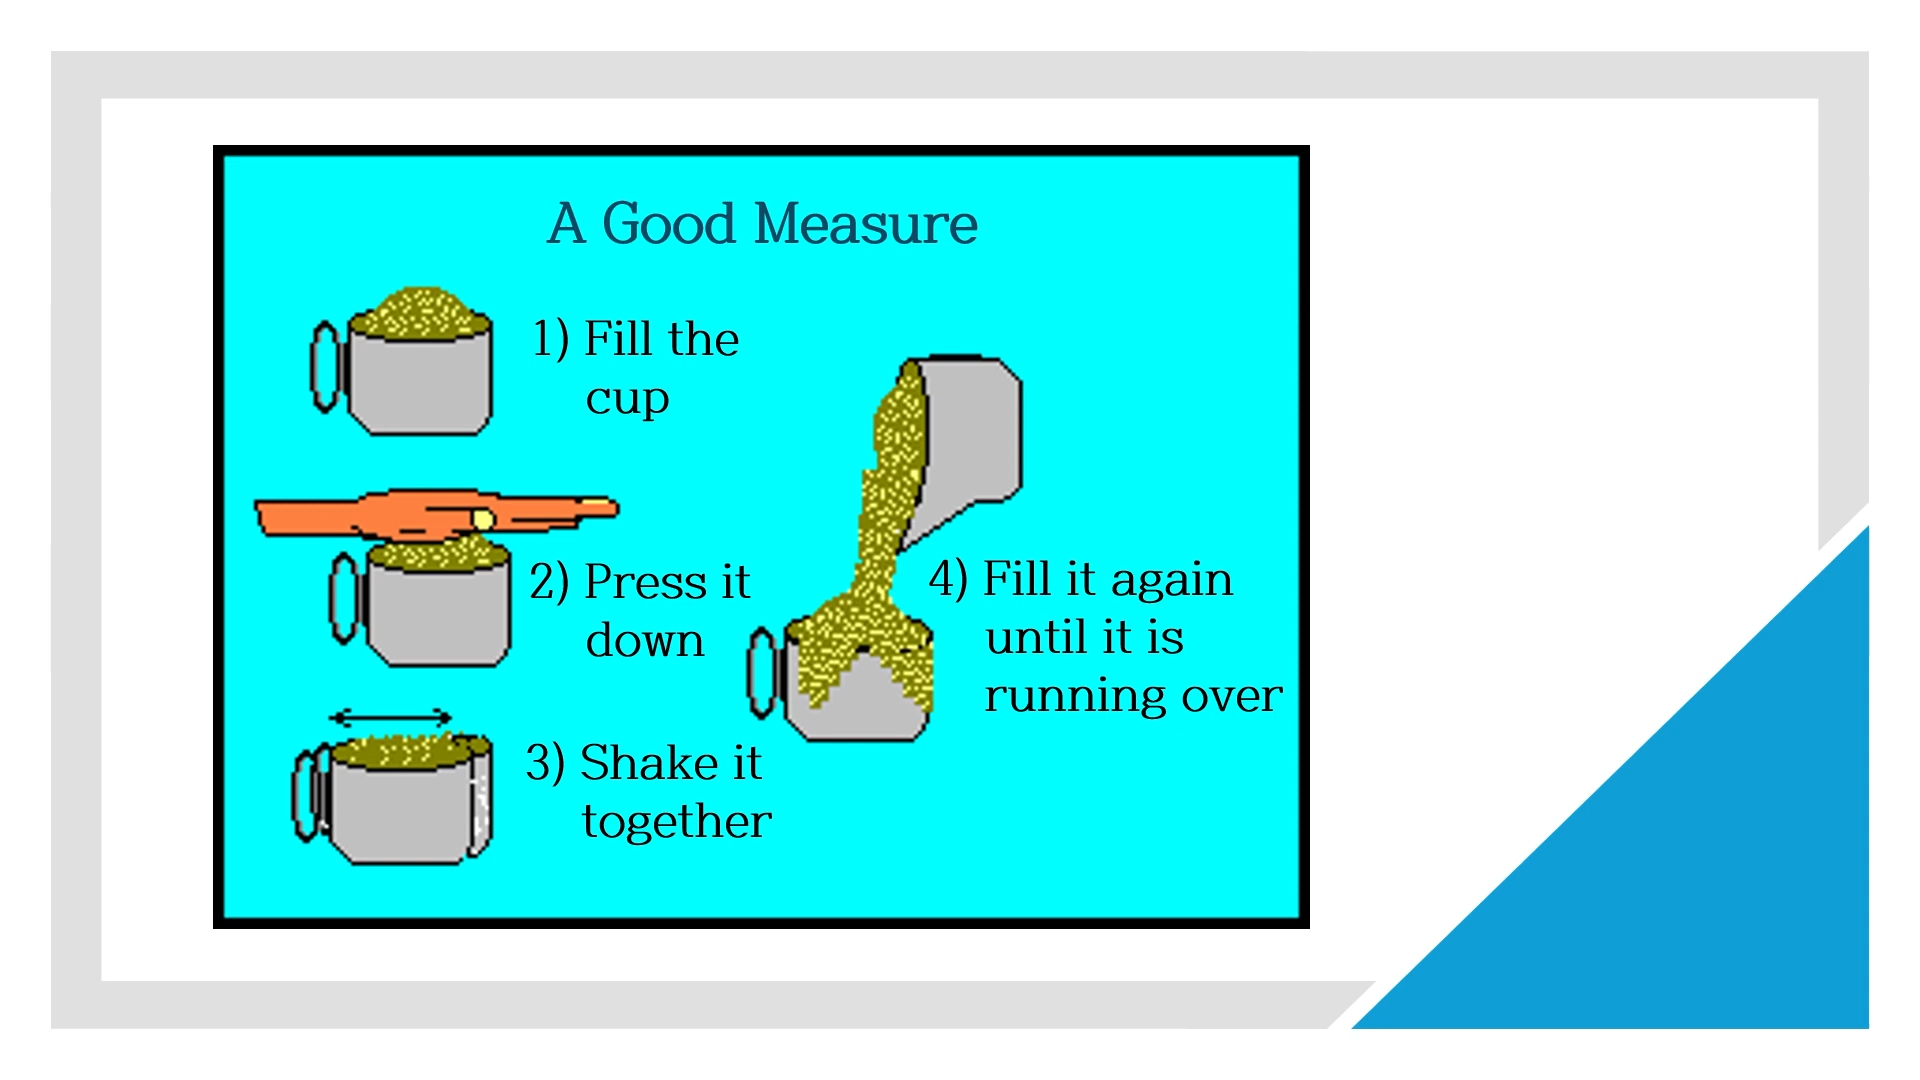 A Good Measure
1) Fill the
cup
2) Press it
down
3) Shake it
together
4) Fill it again
until it is
running over